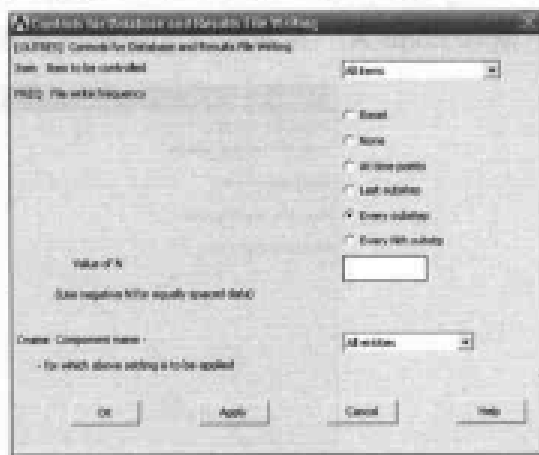 Controls for Database and Results File Writing
[OUTRES] Controls for Database and Results File Writing
Item Item to be controlled
All items
FREQ File write frequency
Reset
None
At time points
Last substep
Every substep
Every Nth substp
Value of N
(Use negative N for equally spaced data)
Cname Component name -
All entities
- for which above setting is to be applied
OK
Apply
Cancel
Help